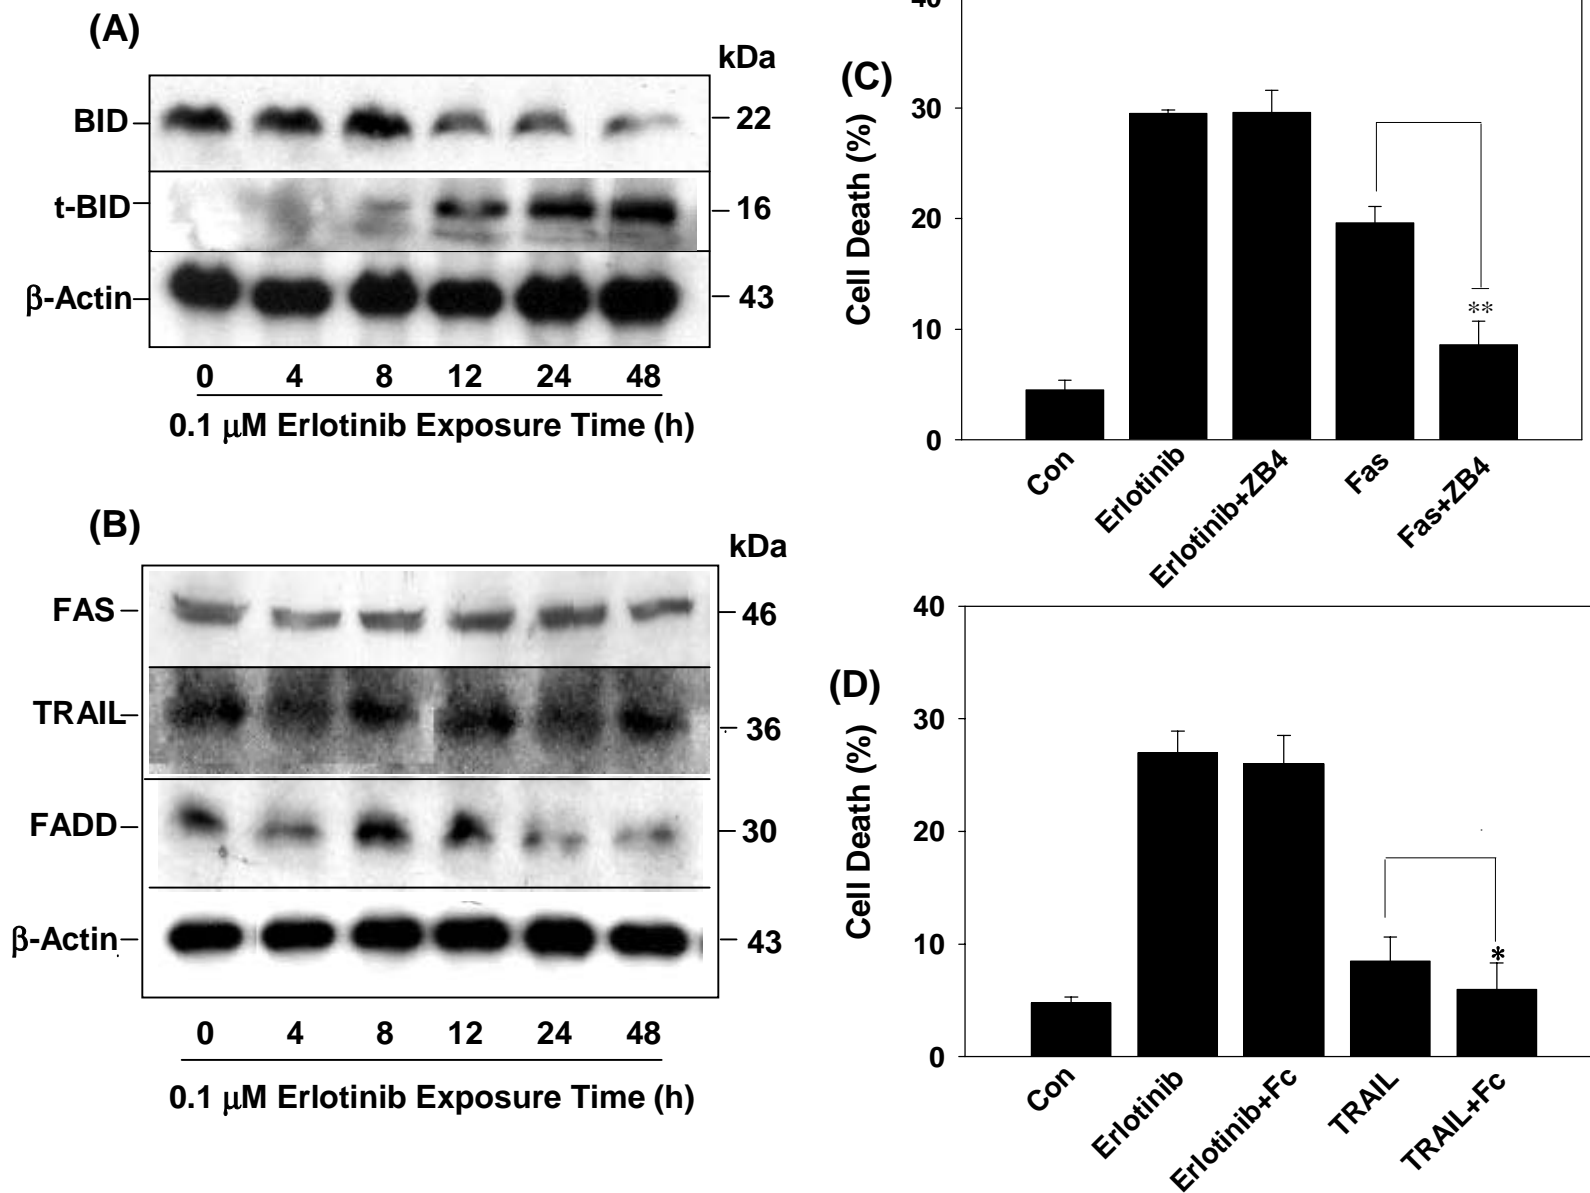 (A)
kDa
BID
22
t-BID
16
β-Actin
43
0 4 8 12 24 48
0.1 μM Erlotinib Exposure Time (h)
(B)
kDa
FAS
46
TRAIL
36
FADD
30
β-Actin
43
0 4 8 12 24 48
0.1 μM Erlotinib Exposure Time (h)
(C)
Cell Death (%)
40
30
20
10
0
**
Con
Erlotinib
Erlotinib+ZB4
Fas
Fas+ZB4
(D)
Cell Death (%)
40
30
20
10
0
*
Con
Erlotinib
Erlotinib+Fc
TRAIL
TRAIL+Fc